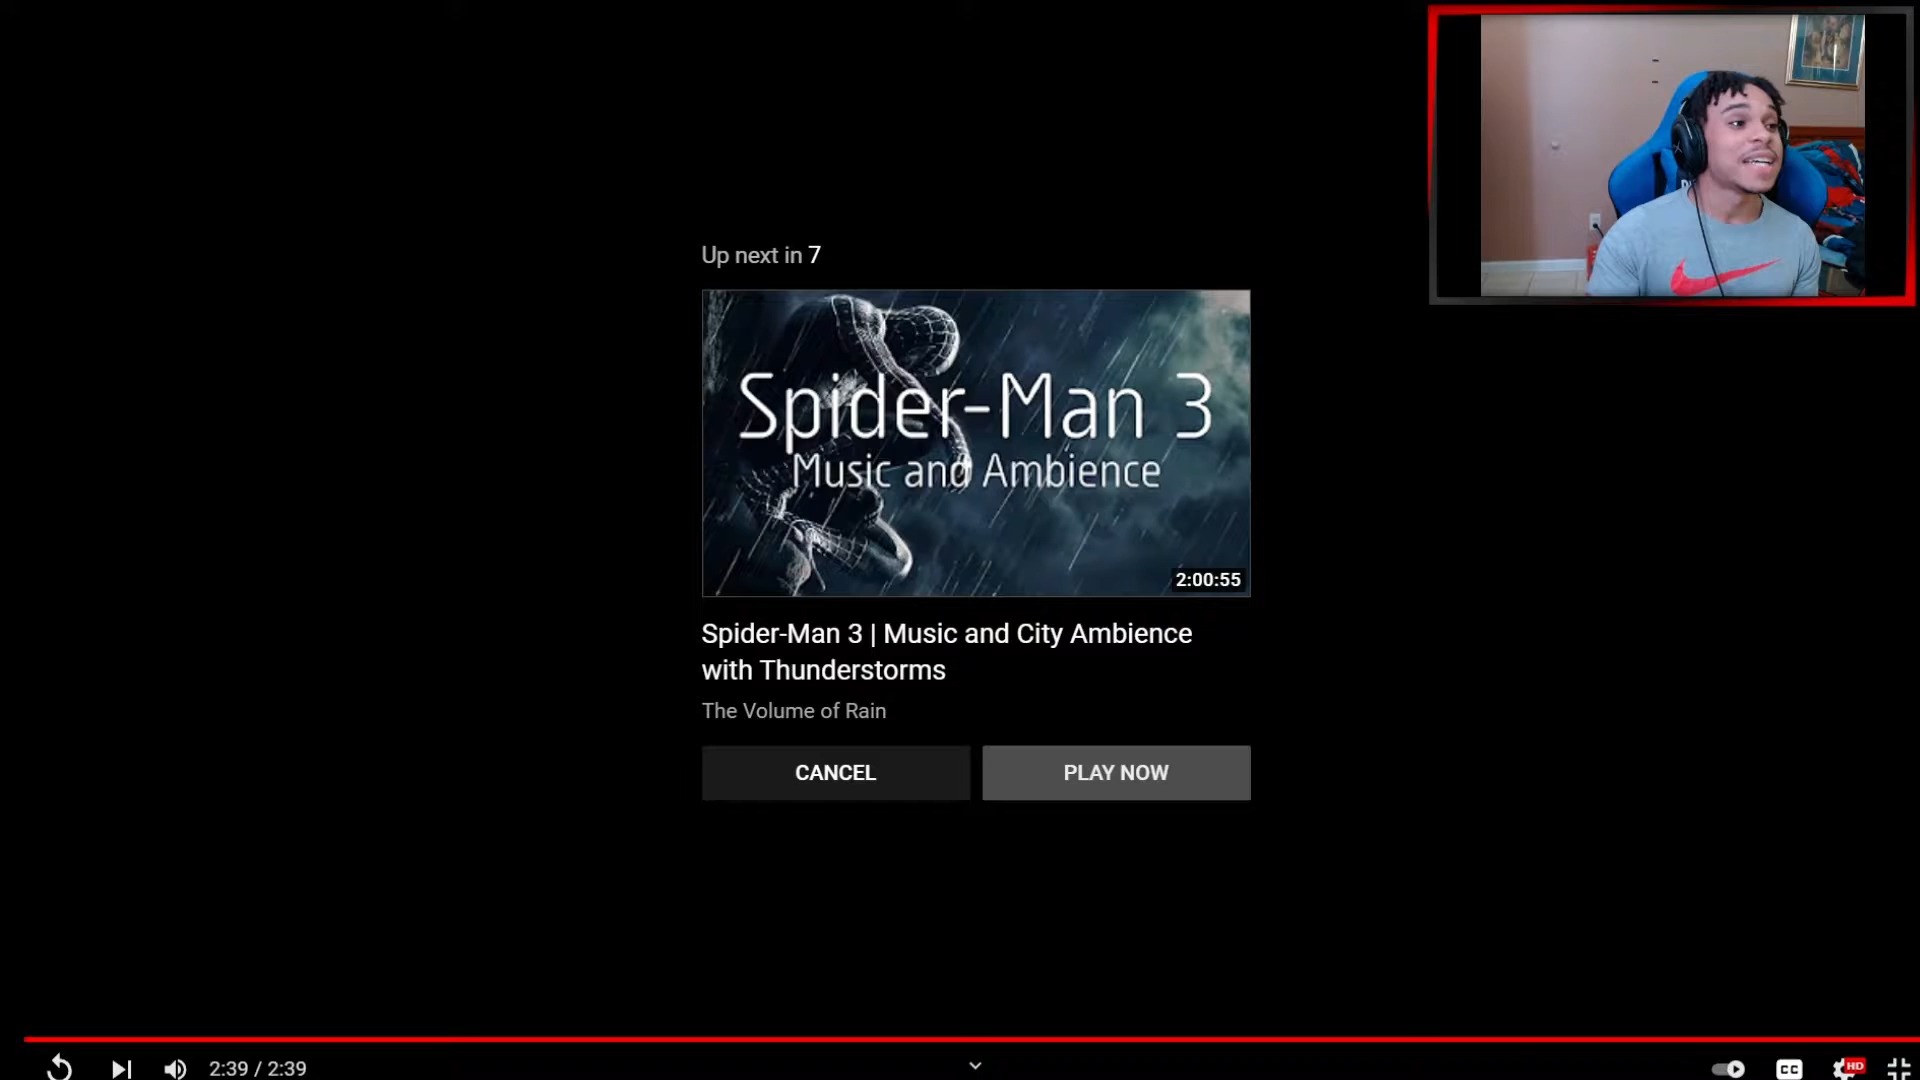 Up next in 7
Spider-Man 3
Music and Ambience
2:00:55
Spider-Man 3 | Music and City Ambience
with Thunderstorms
The Volume of Rain
CANCEL
PLAY NOW
2:39 / 2:39
CC
HD